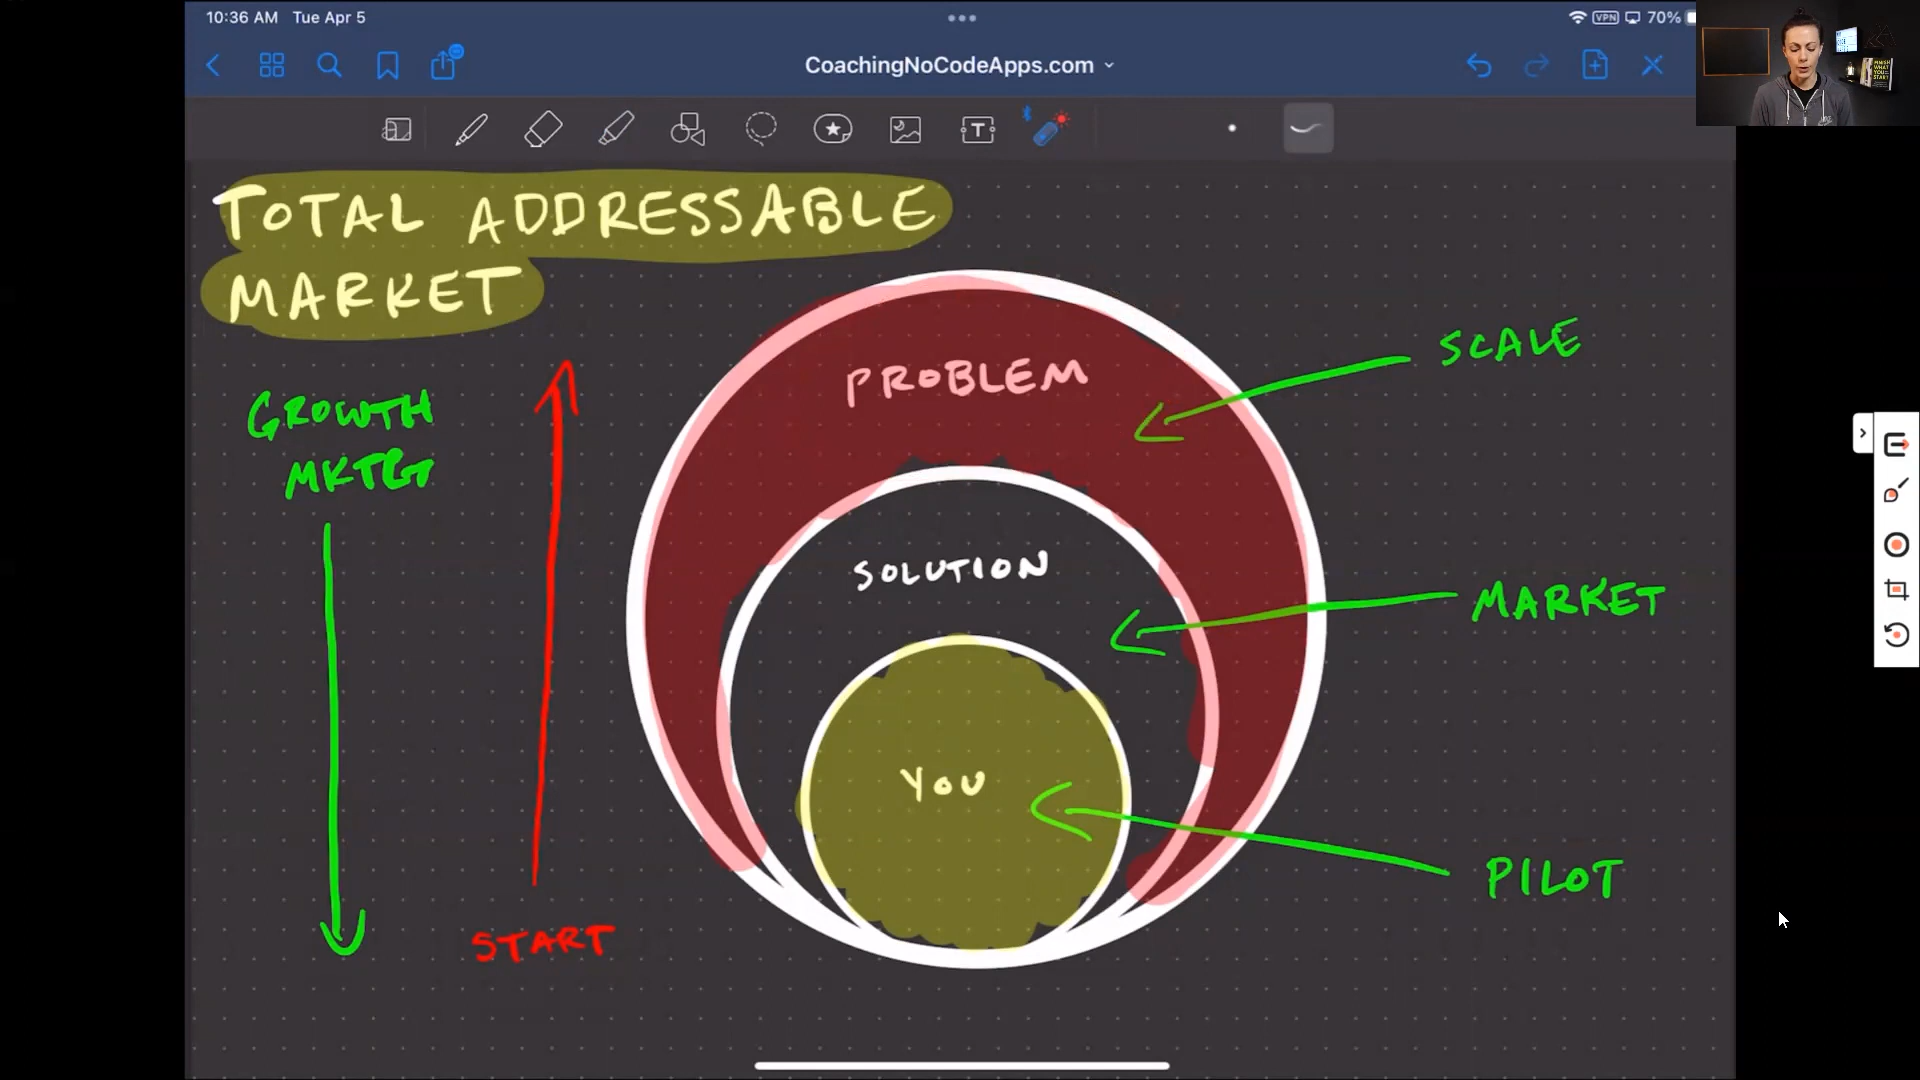 10:36 AM Tue Apr 5
VPN 70%
CoachingNoCodeApps.com
T
TOTAL ADDRESSABLE
MARKET
PROBLEM
SCALE
GROWTH
MKTG
SOLUTION
MARKET
YOU
PILOT
START